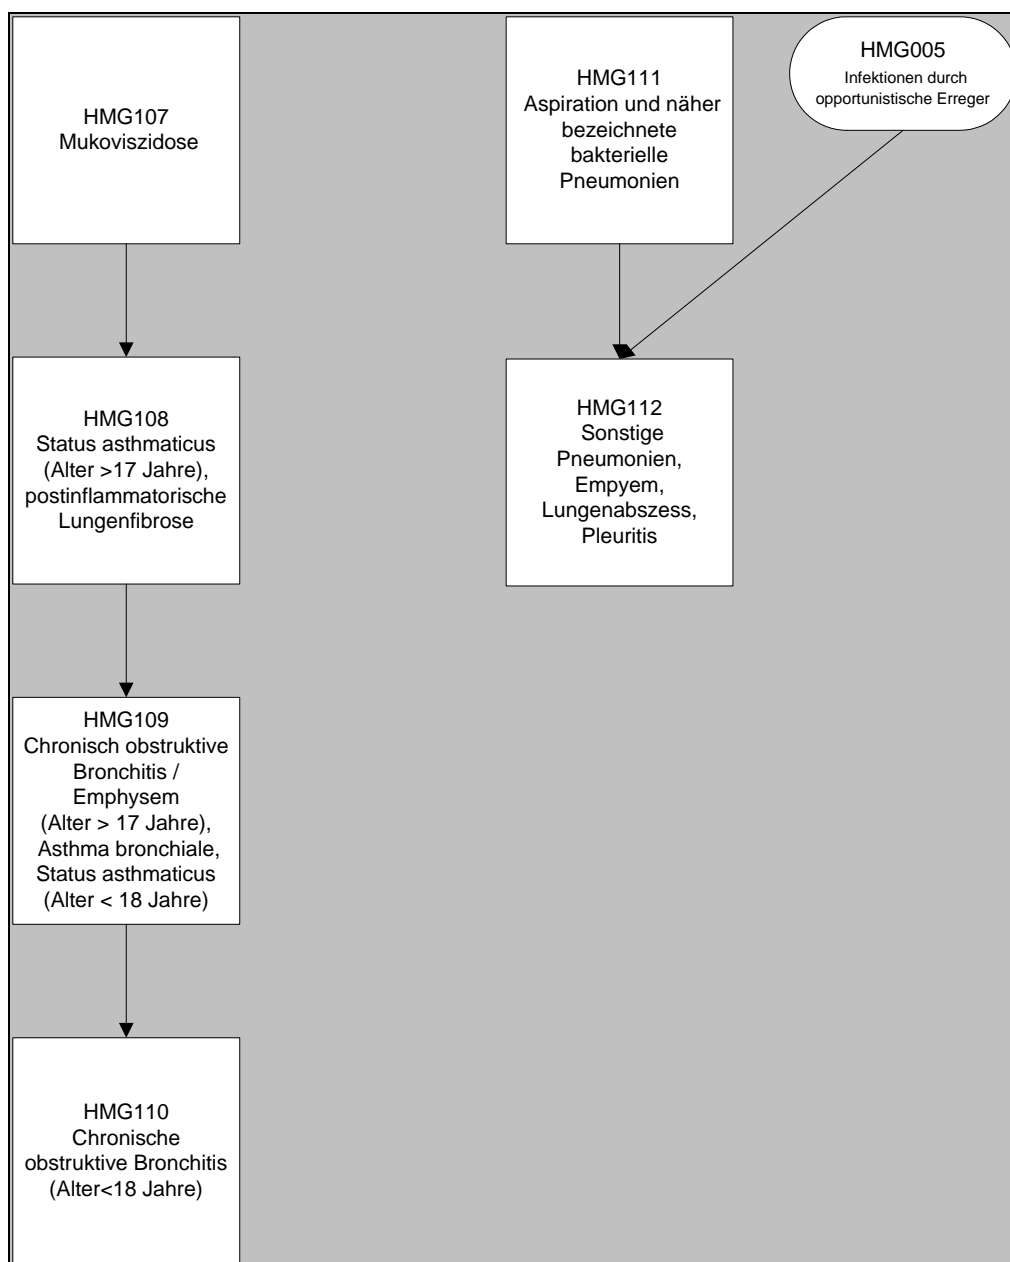 HMG107
Mukoviszidose
HMG111
Aspiration und näher
bezeichnete
bakterielle
Pneumonien
HMG005
Infektionen durch
opportunistische Erreger
HMG108
Status asthmaticus
(Alter >17 Jahre),
postinflammatorische
Lungenfibrose
HMG112
Sonstige
Pneumonien,
Empyem,
Lungenabszess,
Pleuritis
HMG109
Chronisch obstruktive
Bronchitis /
Emphysem
(Alter > 17 Jahre),
Asthma bronchiale,
Status asthmaticus
(Alter < 18 Jahre)
HMG110
Chronische
obstruktive Bronchitis
(Alter<18 Jahre)